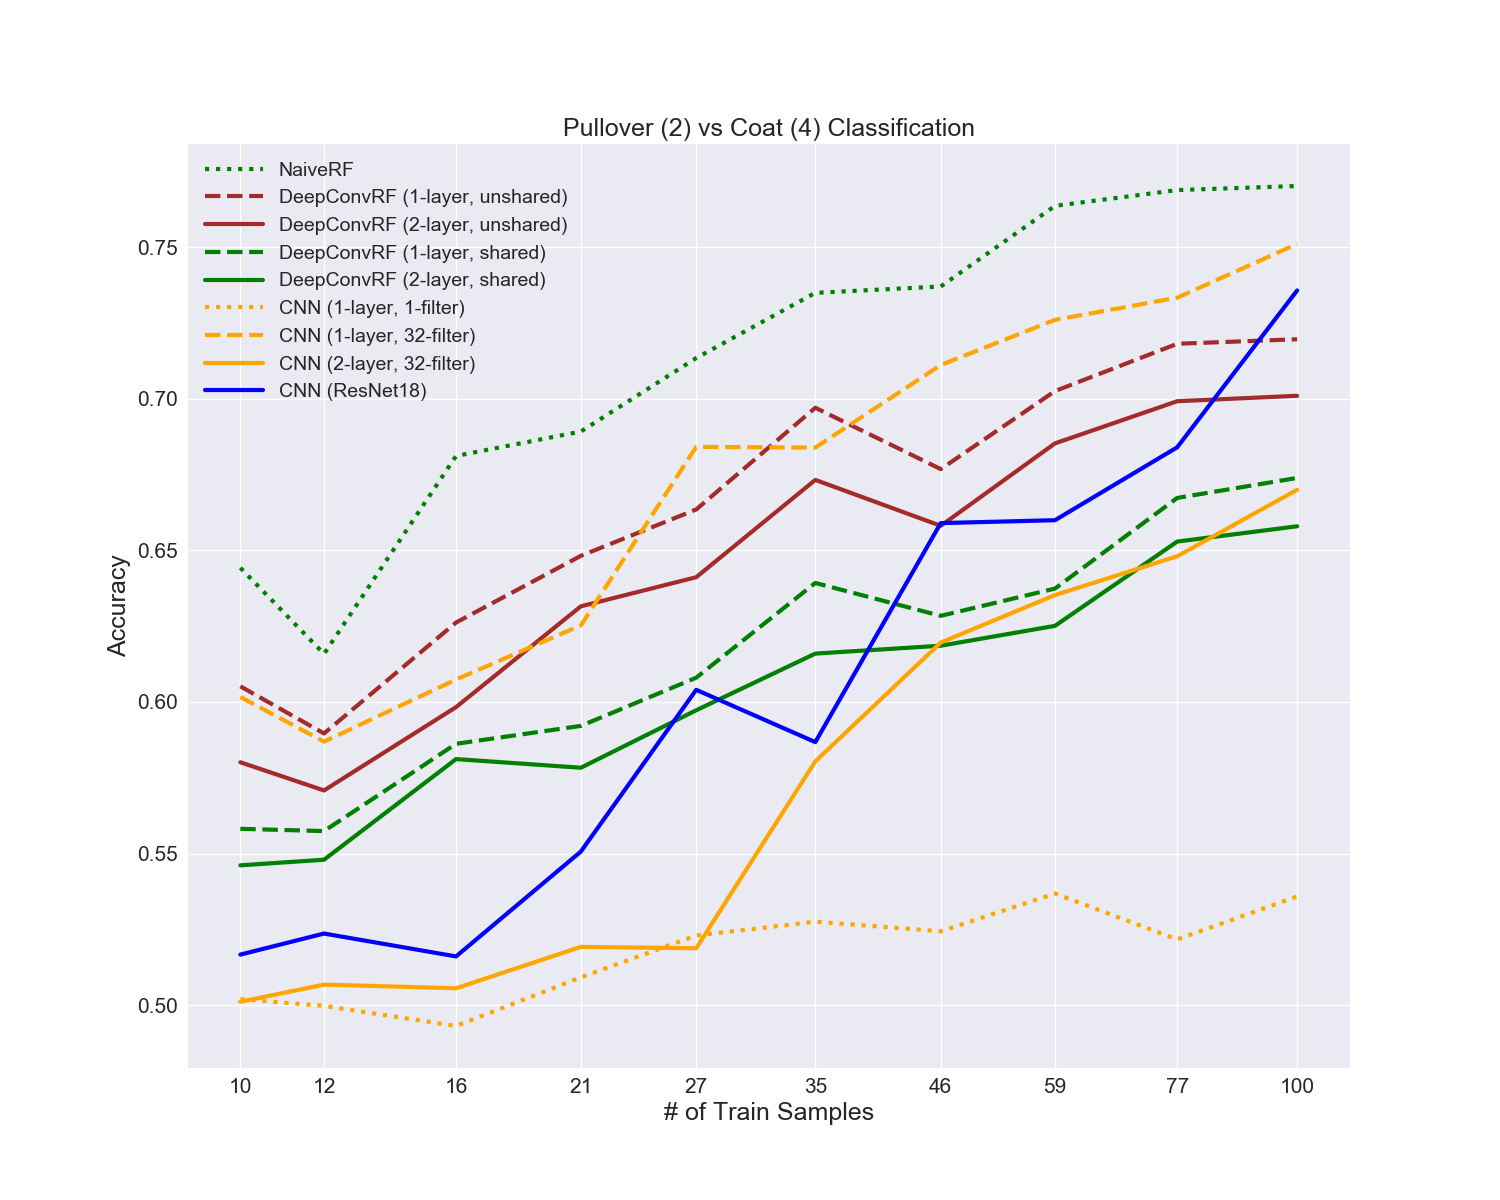 Pullover (2) vs Coat (4) Classification
NaiveRF
DeepConvRF (1-layer, unshared)
DeepConvRF (2-layer, unshared)
DeepConvRF (1-layer, shared)
DeepConvRF (2-layer, shared)
CNN (1-layer, 1-filter)
CNN (1-layer, 32-filter)
CNN (2-layer, 32-filter)
CNN (ResNet18)
Accuracy
0.75
0.70
0.65
0.60
0.55
0.50
10 12 16 21 27 35 46 59 77 100
# of Train Samples